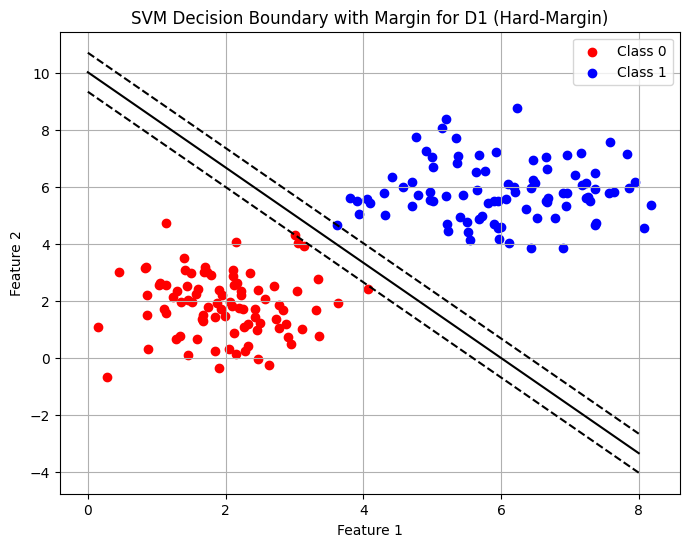 SVM Decision Boundary with Margin for D1 (Hard-Margin)
Class 0
Class 1
10
8
6
4
2
0
−2
−4
Feature 2
0 2 4 6 8
Feature 1